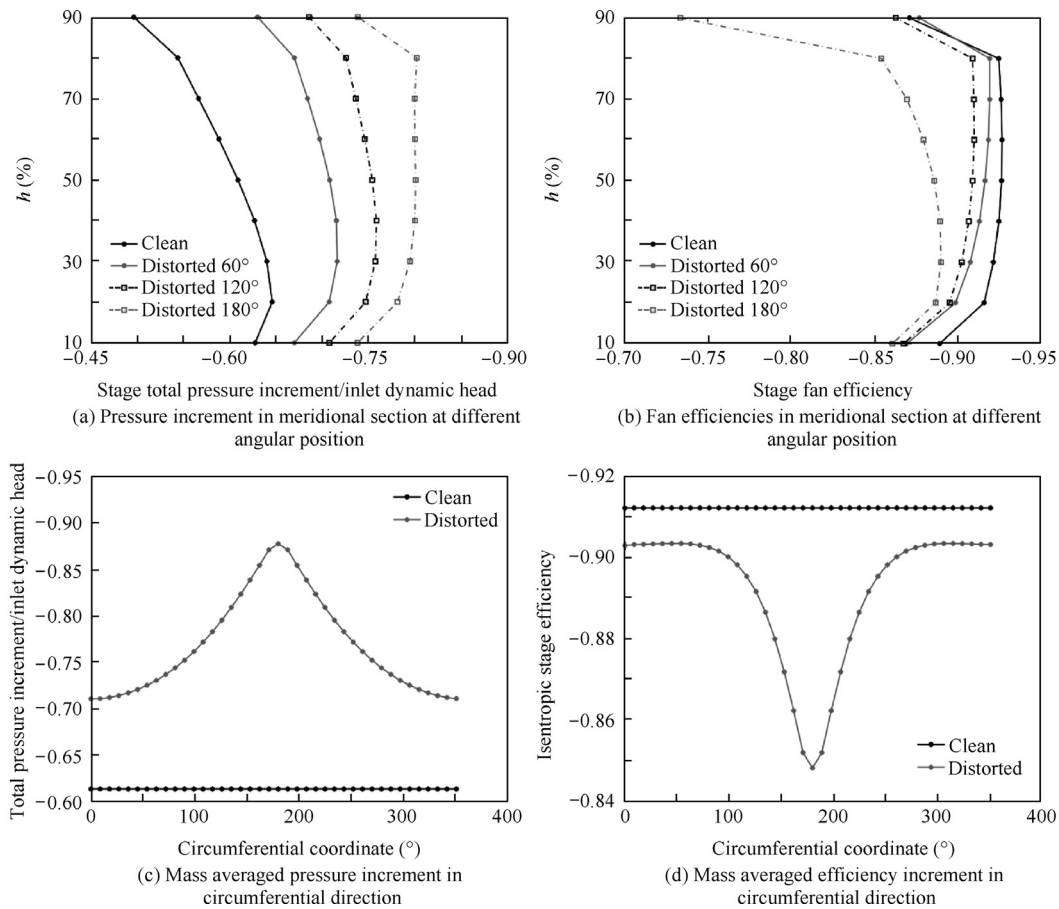 90
70
h (%)
50
30
10
Clean
Distorted 60°
Distorted 120°
Distorted 180°
−0.45
−0.60
−0.75
−0.90
Stage total pressure increment/inlet dynamic head
(a) Pressure increment in meridional section at different
angular position
90
70
h (%)
50
30
10
Clean
Distorted 60°
Distorted 120°
Distorted 180°
−0.70
−0.75
−0.80
−0.85
−0.90
−0.95
Stage fan efficiency
(b) Fan efficiencies in meridional section at different
angular position
Total pressure increment/inlet dynamic head
−0.95
−0.90
−0.85
−0.80
−0.75
−0.70
−0.65
−0.60
Clean
Distorted
0
100
200
300
400
Circumferential coordinate (°)
(c) Mass averaged pressure increment in
circumferential direction
Isentropic stage efficiency
−0.92
−0.90
−0.88
−0.86
−0.84
Clean
Distorted
0
100
200
300
400
Circumferential coordinate (°)
(d) Mass averaged efficiency increment in
circumferential direction